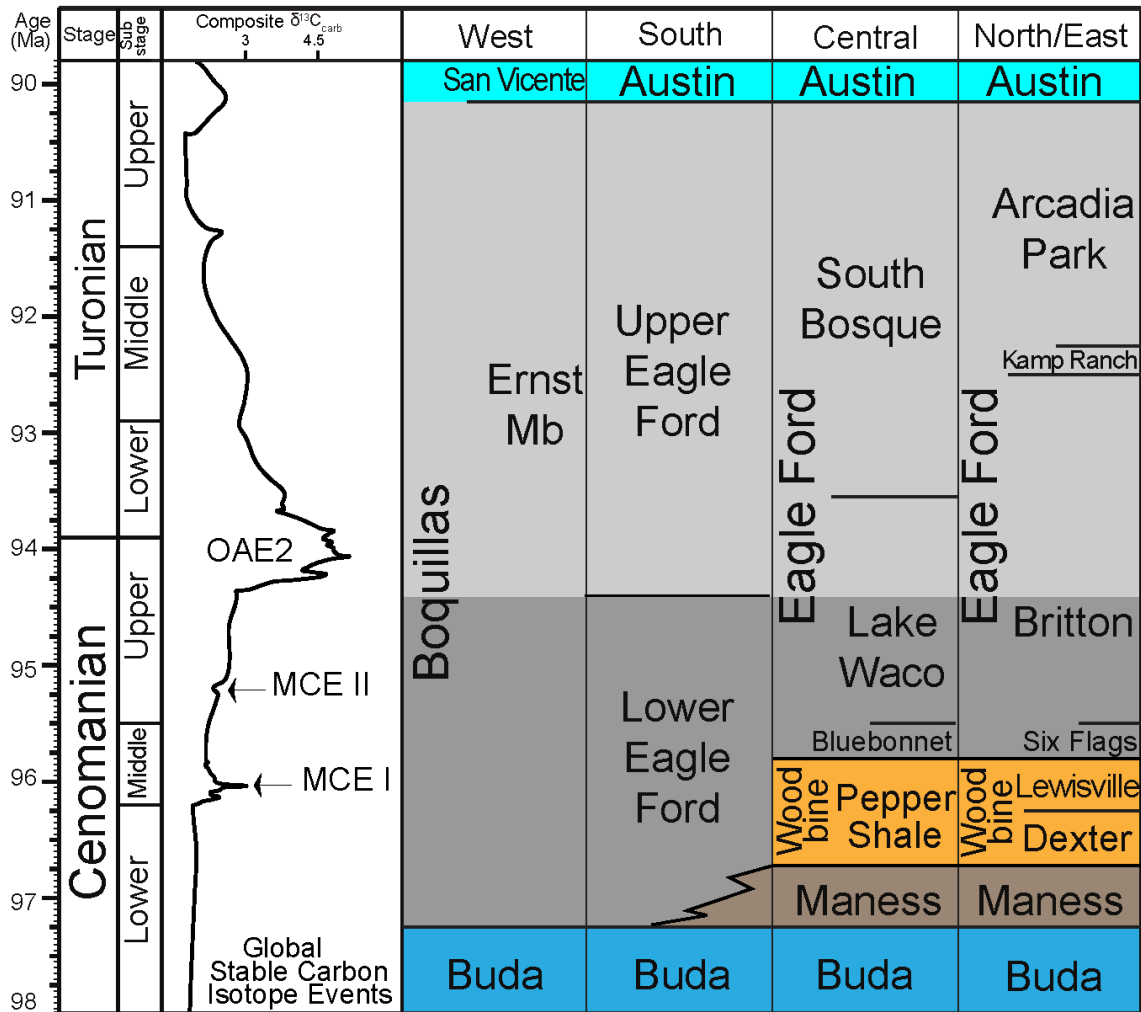 Age
(Ma)
Stage
Sub
stage
Composite δ¹³C carb
3 4.5
West
South
Central
North/East
90
91
92
93
94
95
96
97
98
Turonian
Cenomanian
Upper
Middle
Lower
Upper
Middle
Lower
OAE2
MCE II
MCE I
Global
Stable Carbon
Isotope Events
San Vicente
Boquillas
Ernst
Mb
Buda
Austin
Upper
Eagle
Ford
Lower
Eagle
Ford
Buda
Austin
South
Bosque
Eagle Ford
Lake
Waco
Bluebonnet
Wood
bine
Pepper
Shale
Maness
Buda
Austin
Arcadia
Park
Kamp Ranch
Eagle Ford
Britton
Six Flags
Wood
bine
Lewisville
Dexter
Maness
Buda